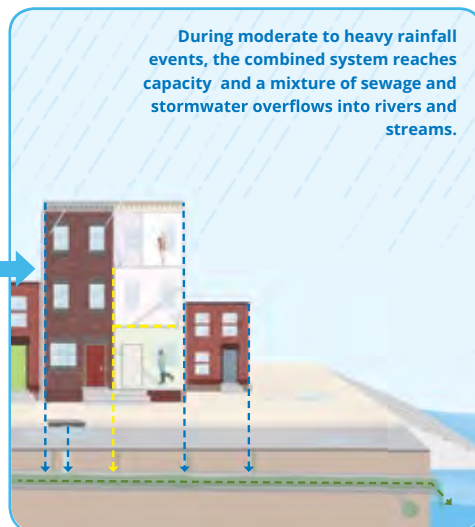 During moderate to heavy rainfall
events, the combined system reaches
capacity and a mixture of sewage and
stormwater overflows into rivers and
streams.